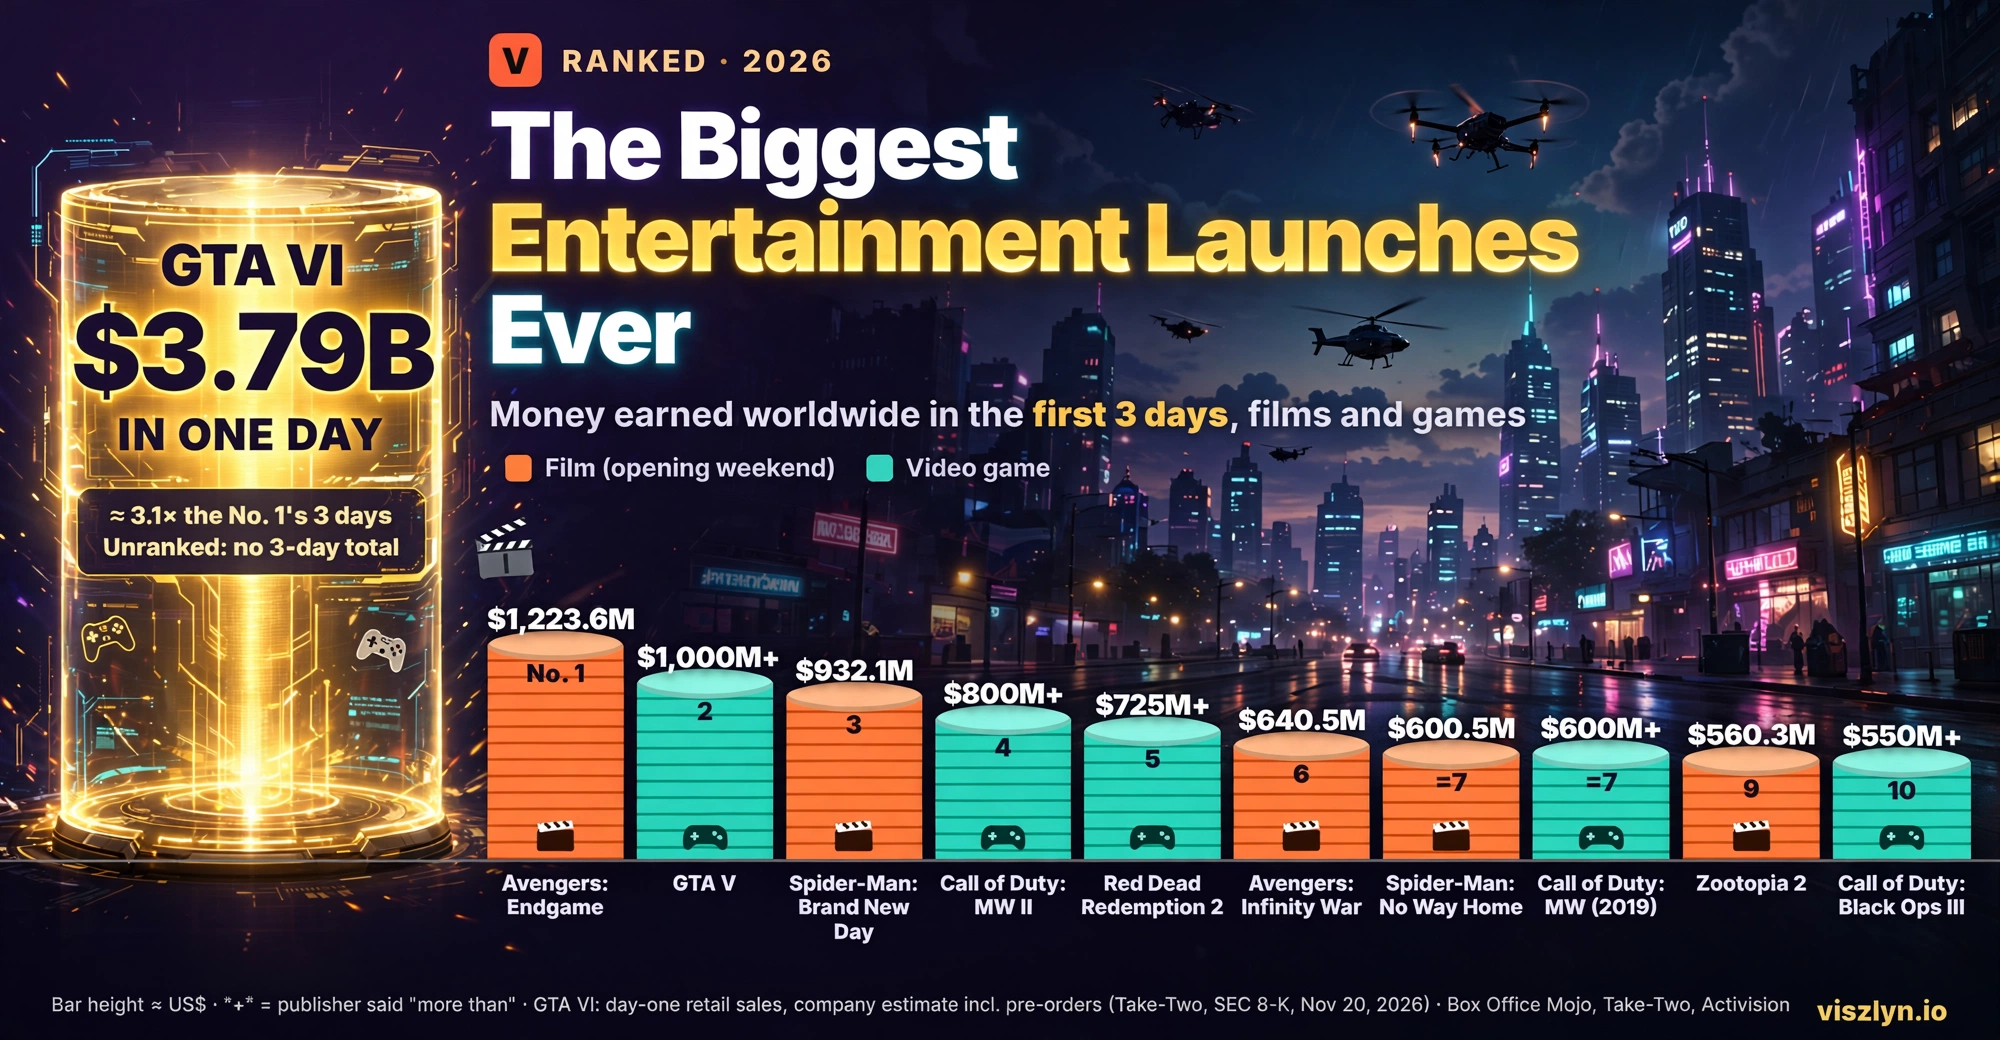 V RANKED · 2026
The Biggest
Entertainment Launches
Ever
Money earned worldwide in the first 3 days, films and games
Film (opening weekend)
Video game
GTA VI
$3.79B
IN ONE DAY
≈ 3.1× the No. 1's 3 days
Unranked: no 3-day total
$1,223.6M
No. 1
Avengers:
Endgame
$1,000M+
2
GTA V
$932.1M
3
Spider-Man:
Brand New
Day
$800M+
4
Call of Duty:
MW II
$725M+
5
Red Dead
Redemption 2
$640.5M
6
Avengers:
Infinity War
$600.5M
=7
Spider-Man:
No Way Home
$600M+
=7
Call of Duty:
MW (2019)
$560.3M
9
Zootopia 2
$550M+
10
Call of Duty:
Black Ops III
Bar height ≈ US$ · "+" = publisher said "more than" · GTA VI: day-one retail sales, company estimate incl. pre-orders (Take-Two, SEC 8-K, Nov 20, 2026) · Box Office Mojo, Take-Two, Activision
viszlyn.io